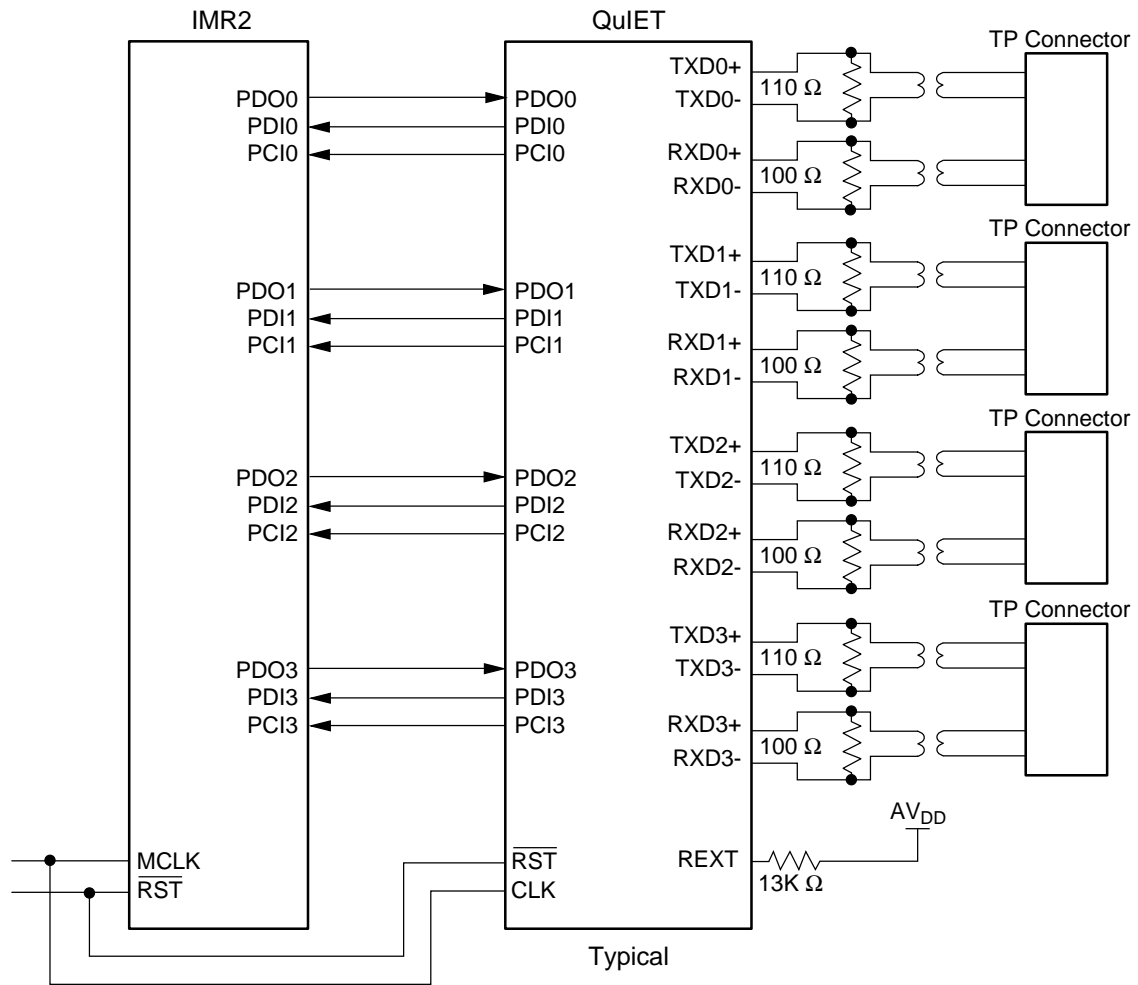 IMR2
QuIET
TP Connector
PDO0
PDI0
PCI0
PDO0
PDI0
PCI0
TXD0+
TXD0-
110 Ω
RXD0+
RXD0-
100 Ω
TP Connector
PDO1
PDI1
PCI1
PDO1
PDI1
PCI1
TXD1+
TXD1-
110 Ω
RXD1+
RXD1-
100 Ω
TP Connector
PDO2
PDI2
PCI2
PDO2
PDI2
PCI2
TXD2+
TXD2-
110 Ω
RXD2+
RXD2-
100 Ω
TP Connector
PDO3
PDI3
PCI3
PDO3
PDI3
PCI3
TXD3+
TXD3-
110 Ω
RXD3+
RXD3-
100 Ω
AVDD
MCLK
RST
RST
CLK
REXT
13K Ω
Typical